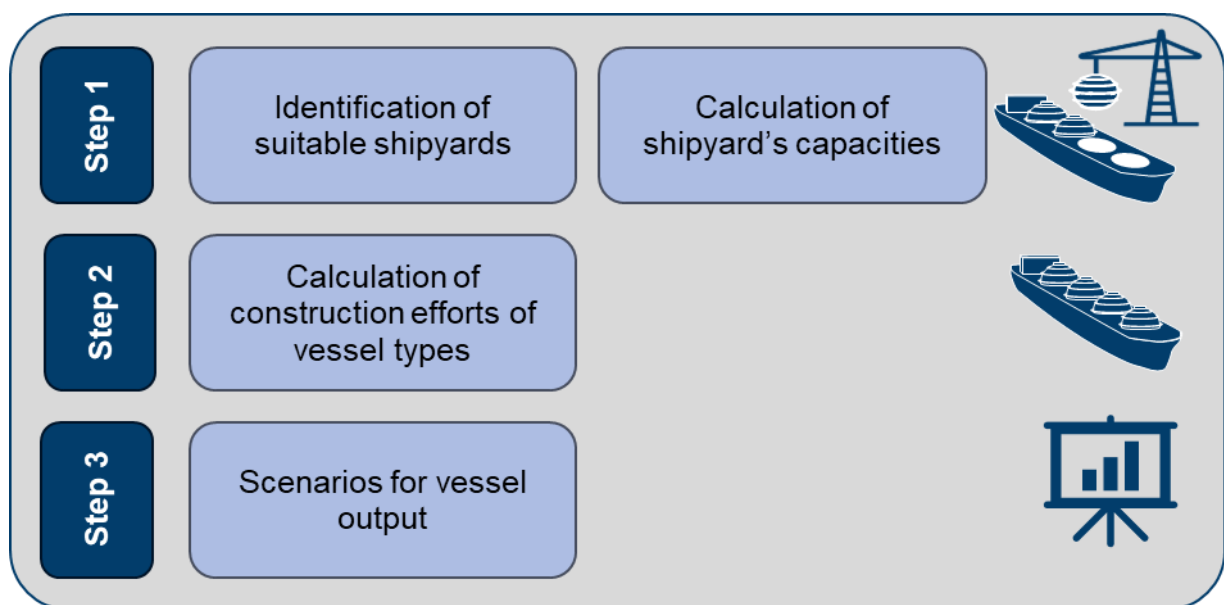 Step 1
Identification of
suitable shipyards
Calculation of
shipyard's capacities
Step 2
Calculation of
construction efforts of
vessel types
Step 3
Scenarios for vessel
output